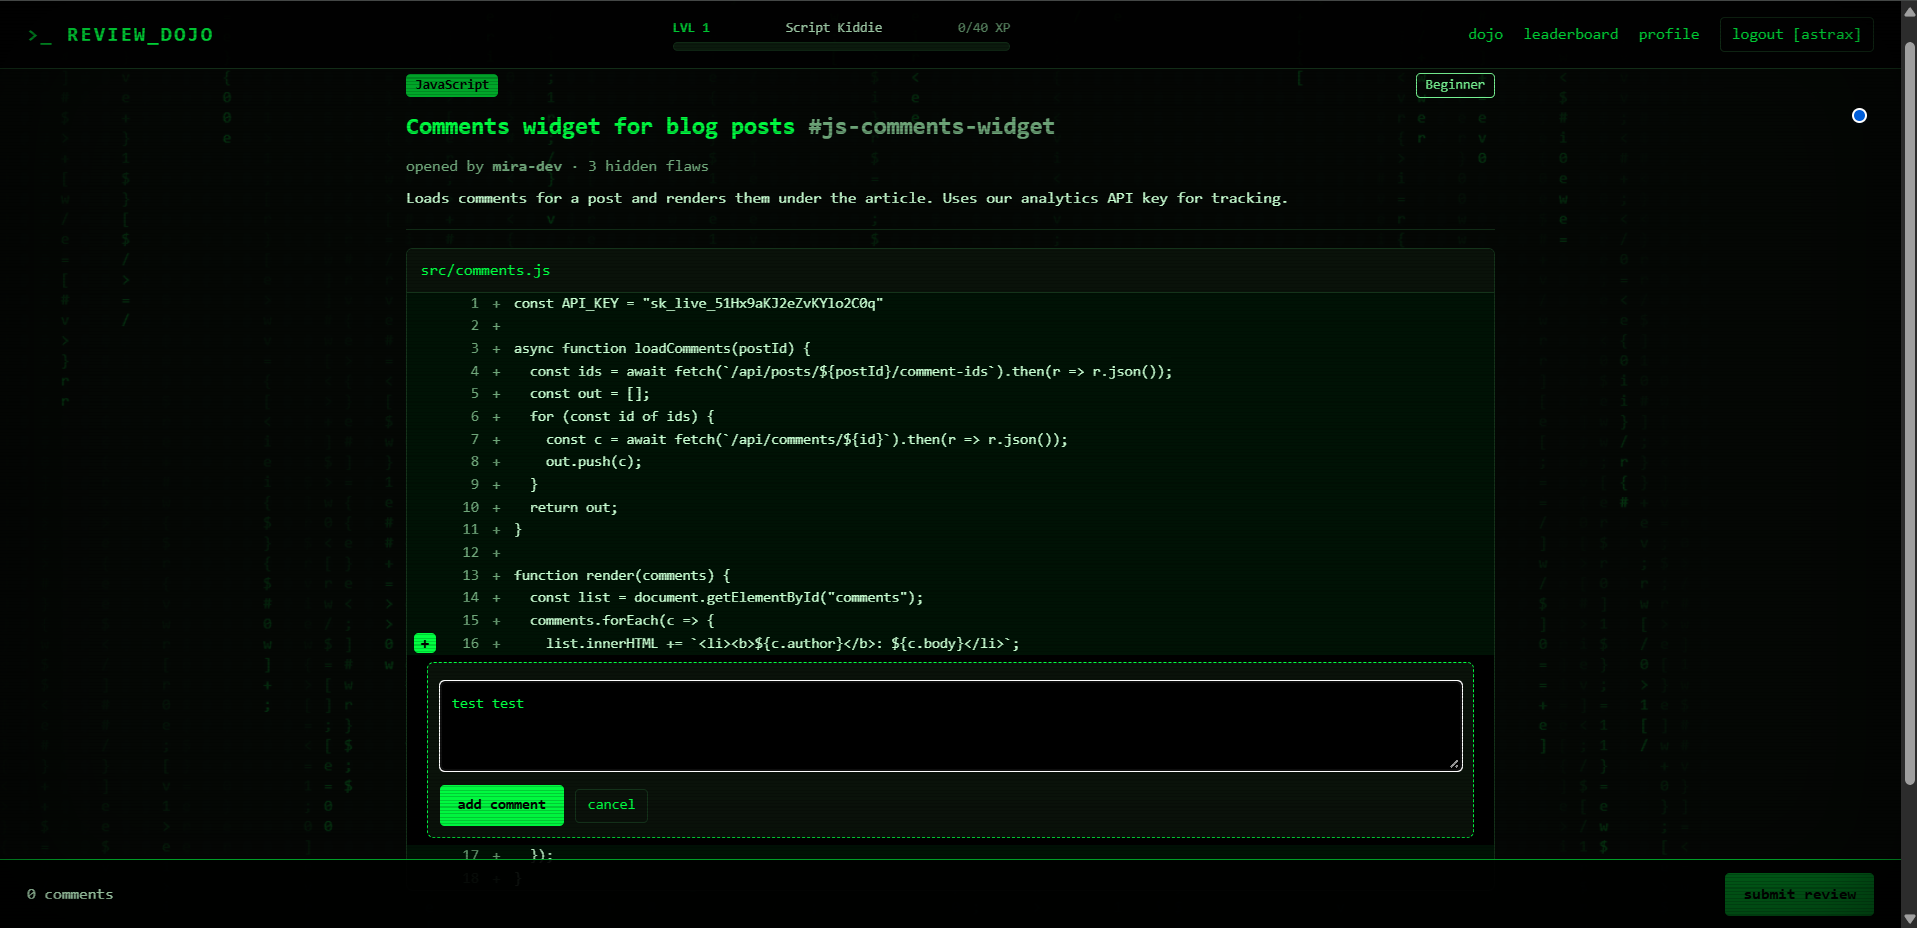 >_ REVIEW_DOJO
LVL 1 Script Kiddie 0/40 XP
dojo leaderboard profile logout [astrax]
JavaScript Beginner
Comments widget for blog posts #js-comments-widget
opened by mira-dev · 3 hidden flaws
Loads comments for a post and renders them under the article. Uses our analytics API key for tracking.
src/comments.js
1 + const API_KEY = "sk_live_51Hx9aKJ2eZvKYlo2C0q"
2 +
3 + async function loadComments(postId) {
4 + const ids = await fetch(`/api/posts/${postId}/comment-ids`).then(r => r.json());
5 + const out = [];
6 + for (const id of ids) {
7 + const c = await fetch(`/api/comments/${id}`).then(r => r.json());
8 + out.push(c);
9 + }
10 + return out;
11 + }
12 +
13 + function render(comments) {
14 + const list = document.getElementById("comments");
15 + comments.forEach(c => {
+ 16 + list.innerHTML += `<li><b>${c.author}</b>: ${c.body}</li>`;
test test
add comment cancel
17 + });
18 + }
0 comments submit review